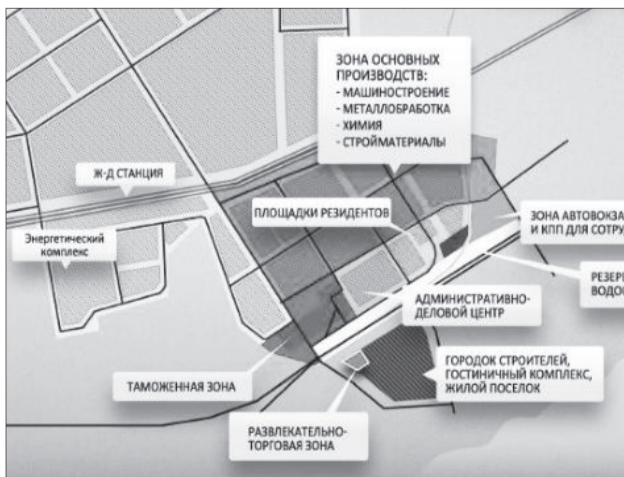 ЗОНА ОСНОВНЫХ
ПРОИЗВОДСТВ:
- МАШИНОСТРОЕНИЕ
- МЕТАЛЛОБРАБОТКА
- ХИМИЯ
- СТРОЙМАТЕРИАЛЫ
Ж-Д СТАНЦИЯ
ПЛОЩАДКИ РЕЗИДЕНТОВ
ЗОНА АВТОВОКЗА
И КПП ДЛЯ СОТРУ
Энергетический
комплекс
РЕЗЕР
ВОДО
АДМИНИСТРАТИВНО-
ДЕЛОВОЙ ЦЕНТР
ГОРОДОК СТРОИТЕЛЕЙ,
ГОСТИНИЧНЫЙ КОМПЛЕКС,
ЖИЛОЙ ПОСЕЛОК
ТАМОЖЕННАЯ ЗОНА
РАЗВЛЕКАТЕЛЬНО-
ТОРГОВАЯ ЗОНА